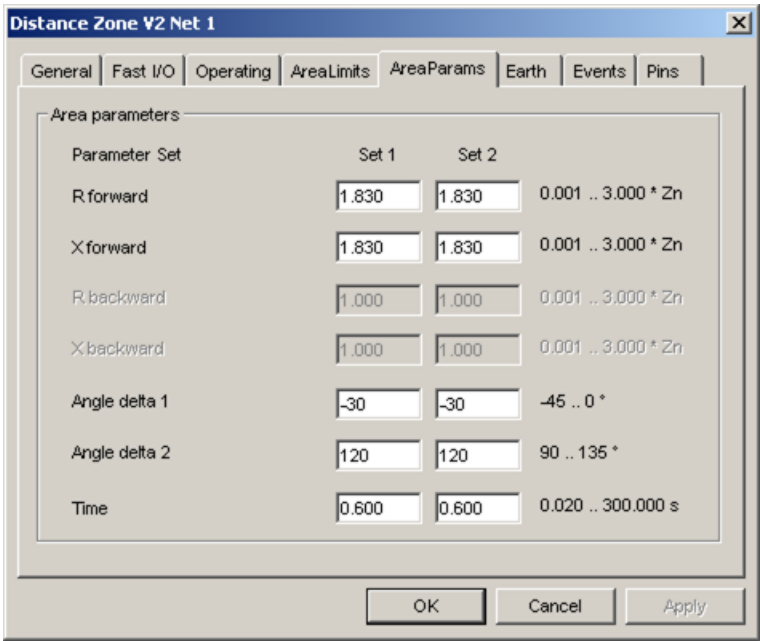 Distance Zone V2 Net 1
General Fast I/O Operating AreaLimits AreaParams Earth Events Pins
Area parameters
Parameter Set Set 1 Set 2
R forward 1.830 1.830 0.001 .. 3.000 * Zn
X forward 1.830 1.830 0.001 .. 3.000 * Zn
R backward 1.000 1.000 0.001 .. 3.000 * Zn
X backward 1.000 1.000 0.001 .. 3.000 * Zn
Angle delta 1 -30 -30 -45 .. 0 °
Angle delta 2 120 120 90 .. 135 °
Time 0.600 0.600 0.020 .. 300.000 s
OK Cancel Apply